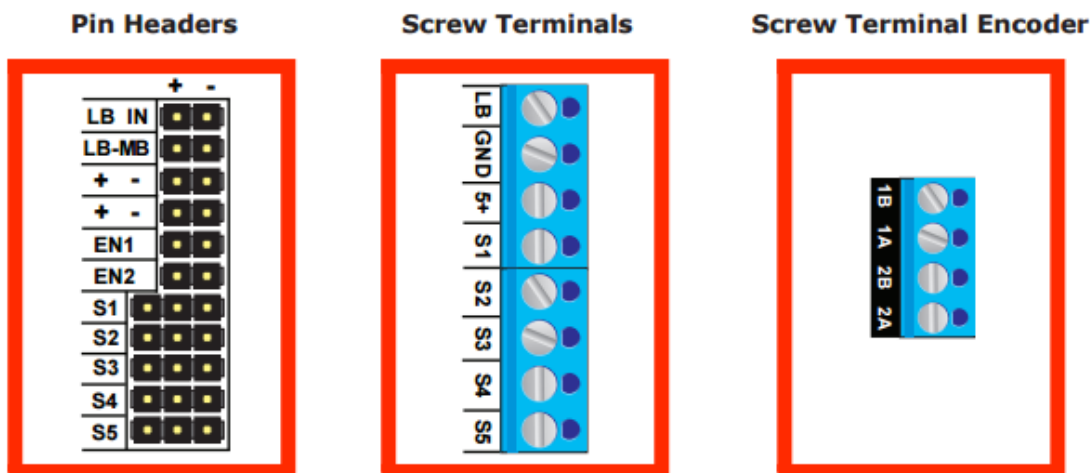 Pin Headers
+ -
LB IN
LB-MB
+ -
+ -
EN1
EN2
S1
S2
S3
S4
S5
Screw Terminals
LB
GND
5+
S1
S2
S3
S4
S5
Screw Terminal Encoder
1B
1A
2B
2A